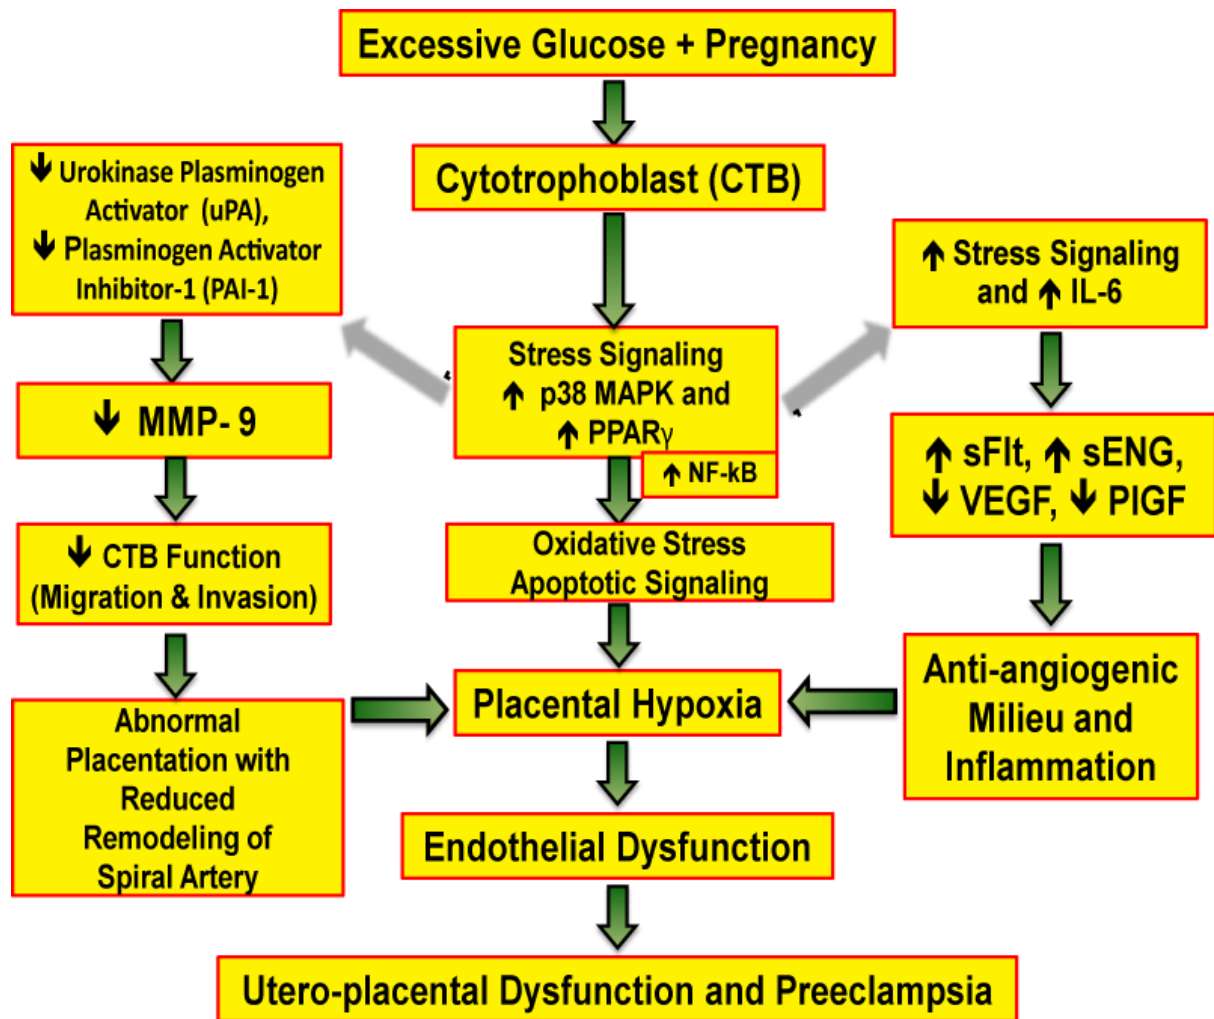 Excessive Glucose + Pregnancy
Cytotrophoblast (CTB)
🡓 Urokinase Plasminogen
Activator (uPA),
🡓 Plasminogen Activator
Inhibitor-1 (PAI-1)
🡓 MMP- 9
🡓 CTB Function
(Migration & Invasion)
Abnormal
Placentation with
Reduced
Remodeling of
Spiral Artery
Stress Signaling
🡑 p38 MAPK and
🡑 PPARγ
🡑 NF-kB
Oxidative Stress
Apoptotic Signaling
Placental Hypoxia
Endothelial Dysfunction
🡑 Stress Signaling
and 🡑 IL-6
🡑 sFlt, 🡑 sENG,
🡓 VEGF, 🡓 PIGF
Anti-angiogenic
Milieu and
Inflammation
Utero-placental Dysfunction and Preeclampsia